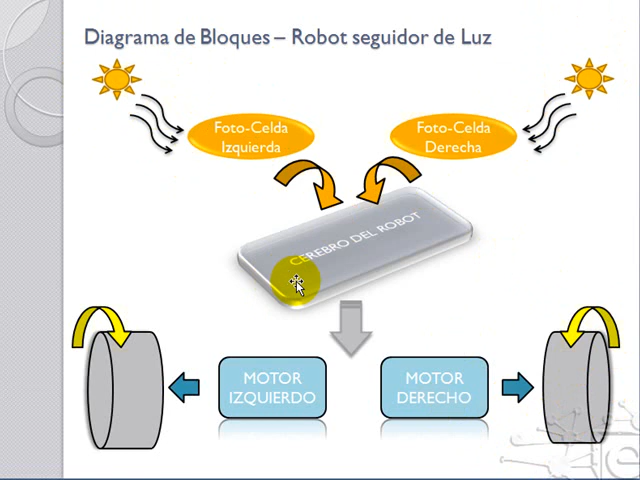 Diagrama de Bloques – Robot seguidor de Luz
Foto-Celda
Izquierda
Foto-Celda
Derecha
CEREBRO DEL ROBOT
MOTOR
IZQUIERDO
MOTOR
DERECHO